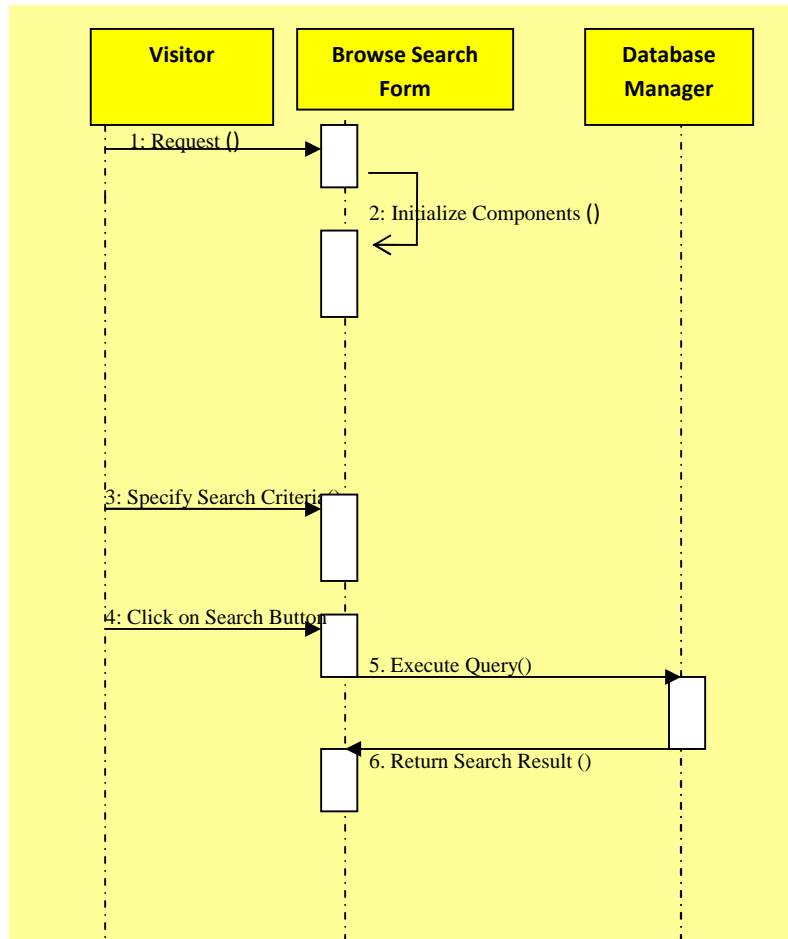 Visitor
Browse Search
Form
Database
Manager
1: Request ()
2: Initialize Components ()
3: Specify Search Criteria()
4: Click on Search Button
5. Execute Query()
6. Return Search Result ()